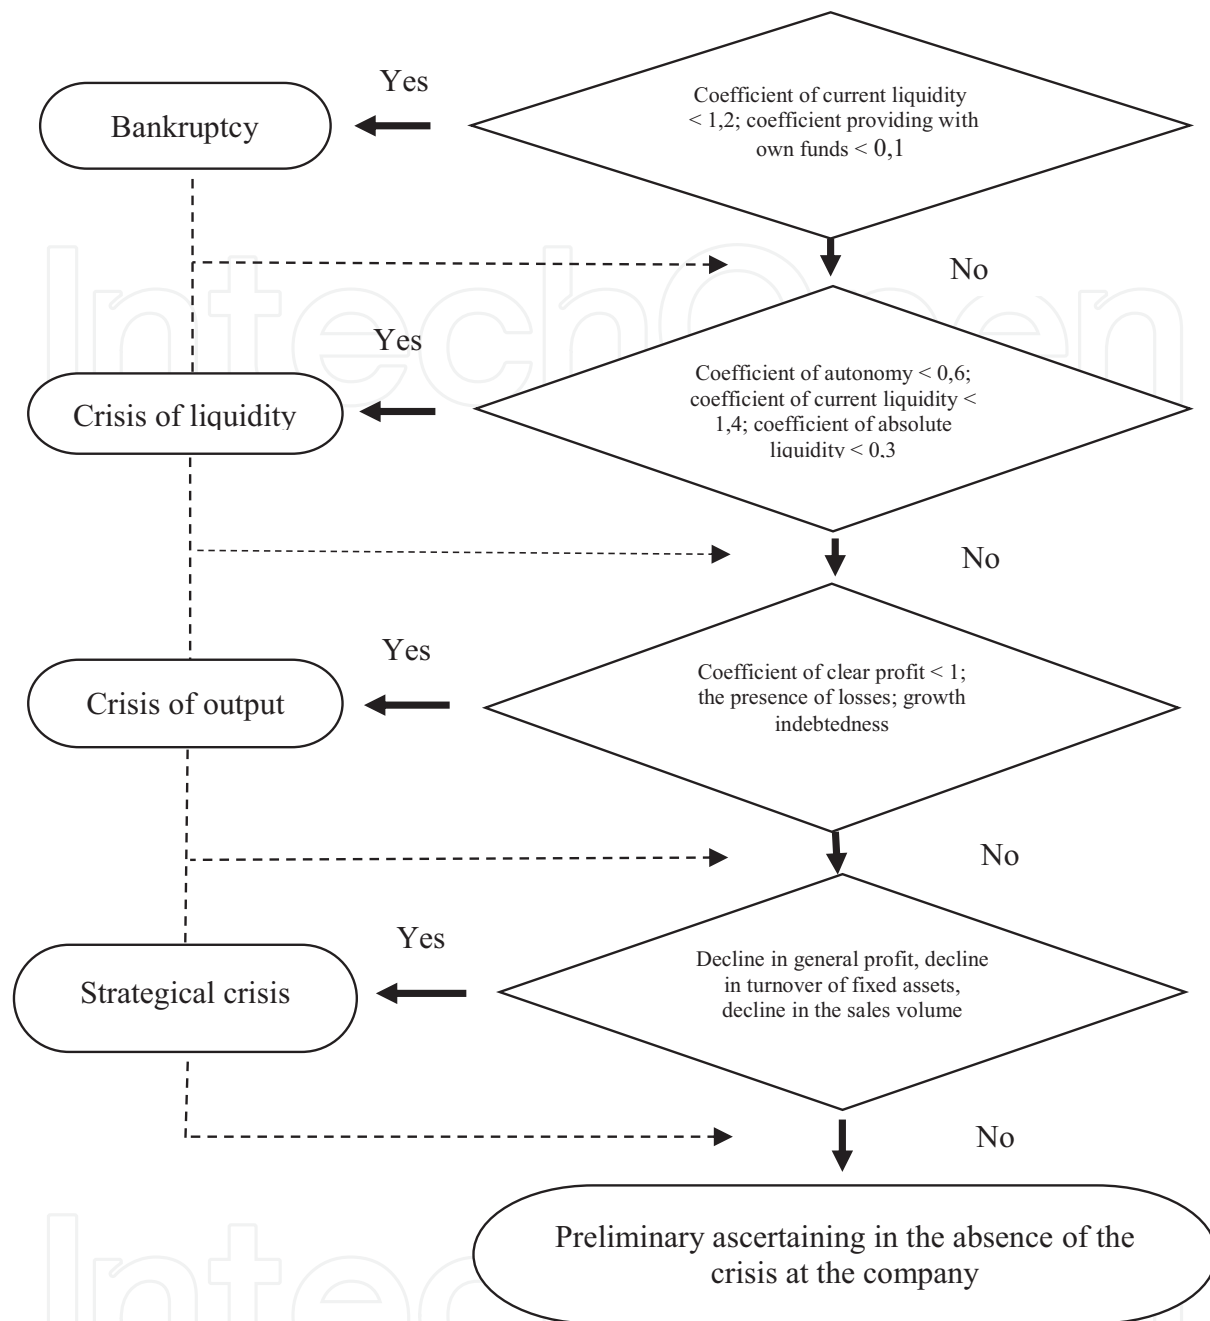 Yes
Coefficient of current liquidity
< 1,2; coefficient providing with
own funds < 0,1
Bankruptcy
No
IntechOpen
Yes
Coefficient of autonomy < 0,6;
coefficient of current liquidity <
1,4; coefficient of absolute
liquidity < 0,3
Crisis of liquidity
No
Yes
Coefficient of clear profit < 1;
the presence of losses; growth
indebtedness
Crisis of output
No
Yes
Decline in general profit, decline
in turnover of fixed assets,
decline in the sales volume
Strategical crisis
No
Preliminary ascertaining in the absence of the
crisis at the company